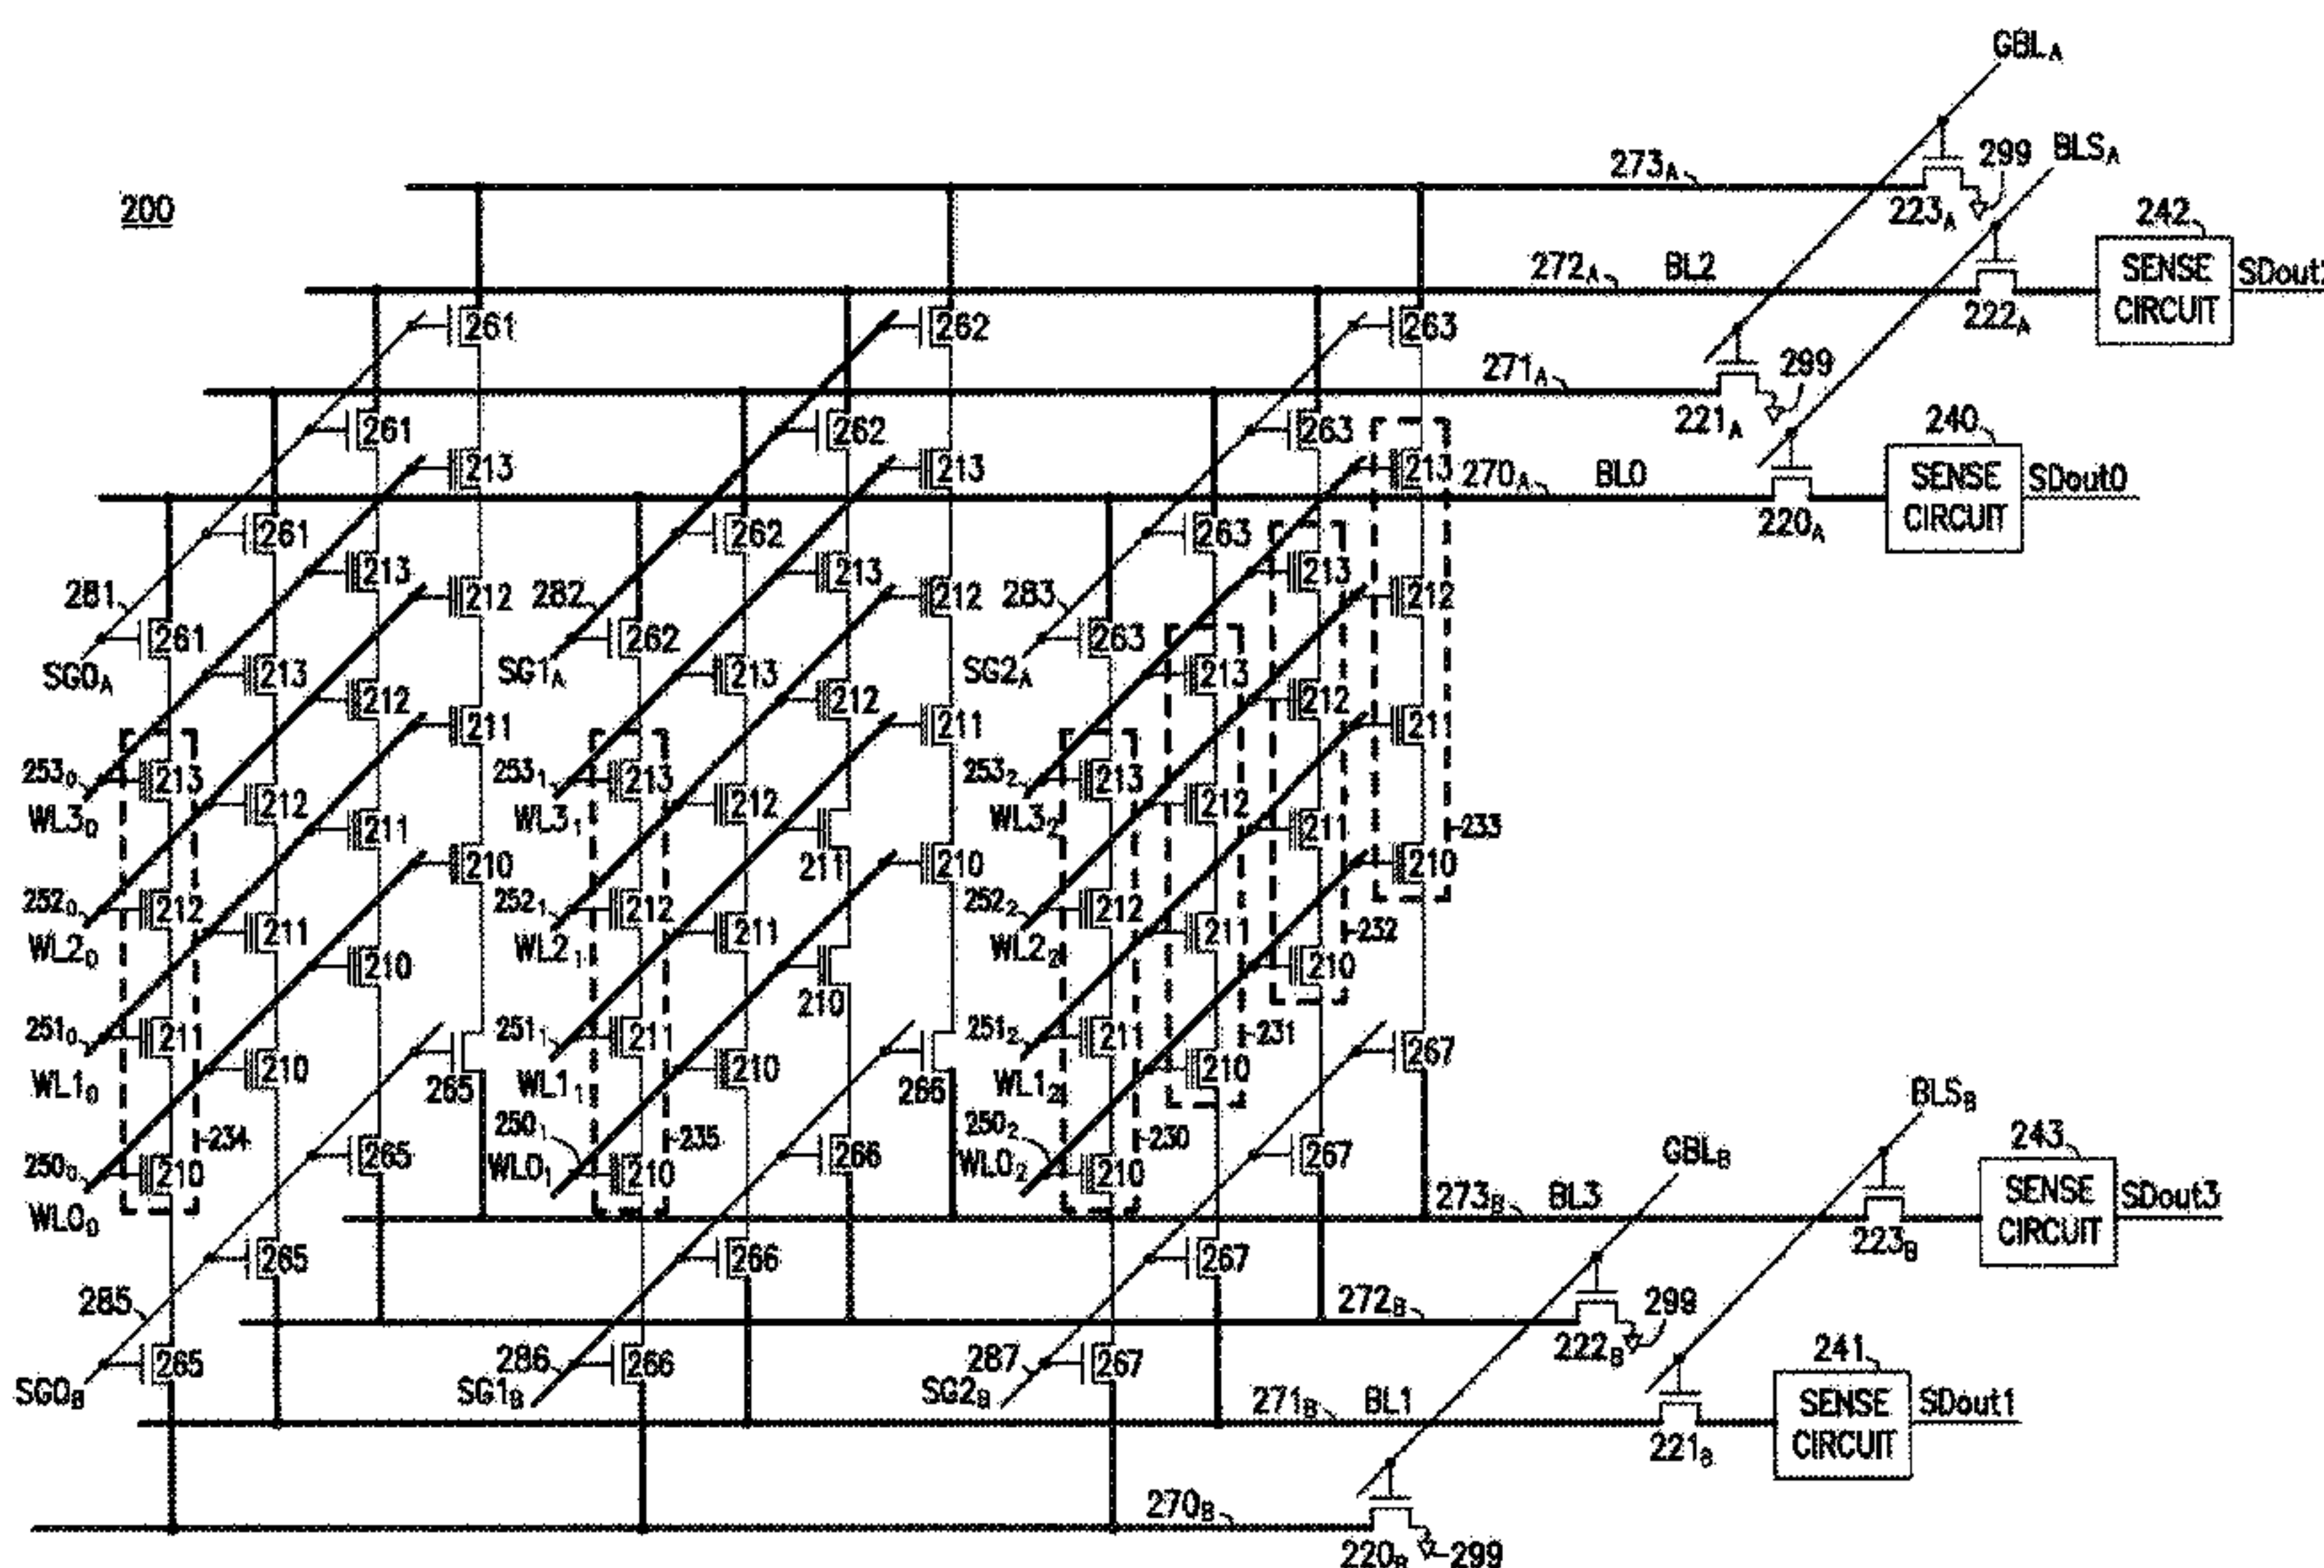 GBLA
273A 299 BLSA
200 223A 242
272A BL2 SENSE CIRCUIT SDout2
261 262 263 222A
271A 299
261 262 263 221A 240
213 213 213 270A BL0 SENSE CIRCUIT SDout0
261 262 263 220A
213 213 213
281 212 282 212 283 212
261 262 263
SG0A 213 SG1A 213 SG2A 213
212 212 212
211 211 211
2530 213 2531 213 2532 213
WL30 212 WL31 212 WL32 212
211 211 211 233
210 210 210
2520 212 2521 212 2522 212
WL20 211 WL21 211 WL22 211 232
210 210 210
2510 211 2511 211 2512 211 231
WL10 210 WL11 210 WL12 210
265 266 267
BLSB
234 2501 235 2502 230 243
2500 210 WL01 210 WL02 210 GBLB
265 266 267
WL00 273B BL3 SENSE CIRCUIT SDout3
265 266 267 223B
285 272B 299
286 287 222B 241
SG0B 265 SG1B 266 SG2B 267
271B BL1 SENSE CIRCUIT SDout1
221B
270B
220B 299